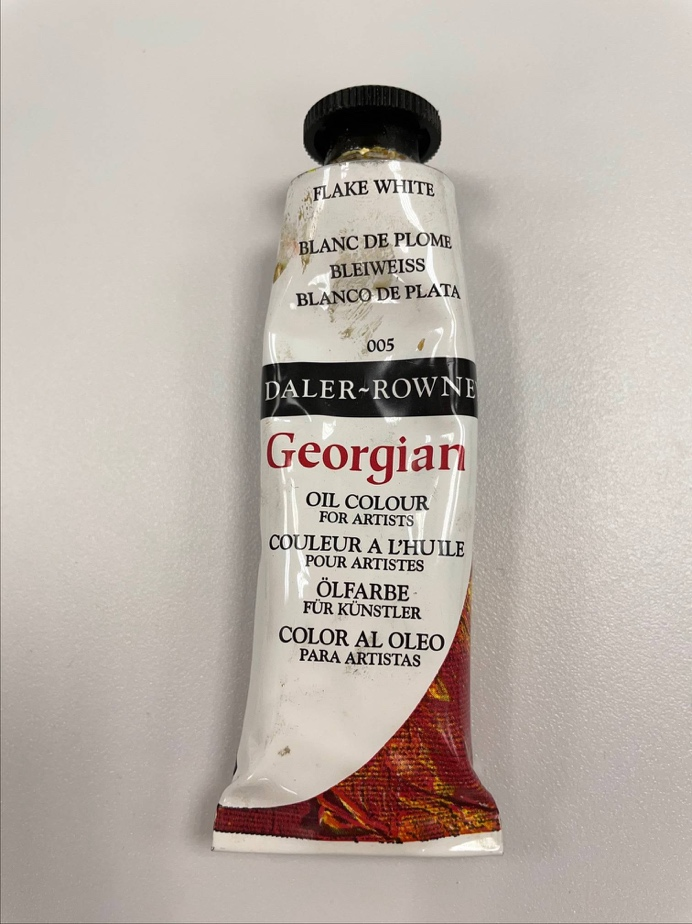 FLAKE WHITE
BLANC DE PLOME
BLEIWEISS
BLANCO DE PLATA
005
DALER~ROWNE
Georgian
OIL COLOUR
FOR ARTISTS
COULEUR A L'HUILE
POUR ARTISTES
ÖLFARBE
FÜR KÜNSTLER
COLOR AL OLEO
PARA ARTISTAS